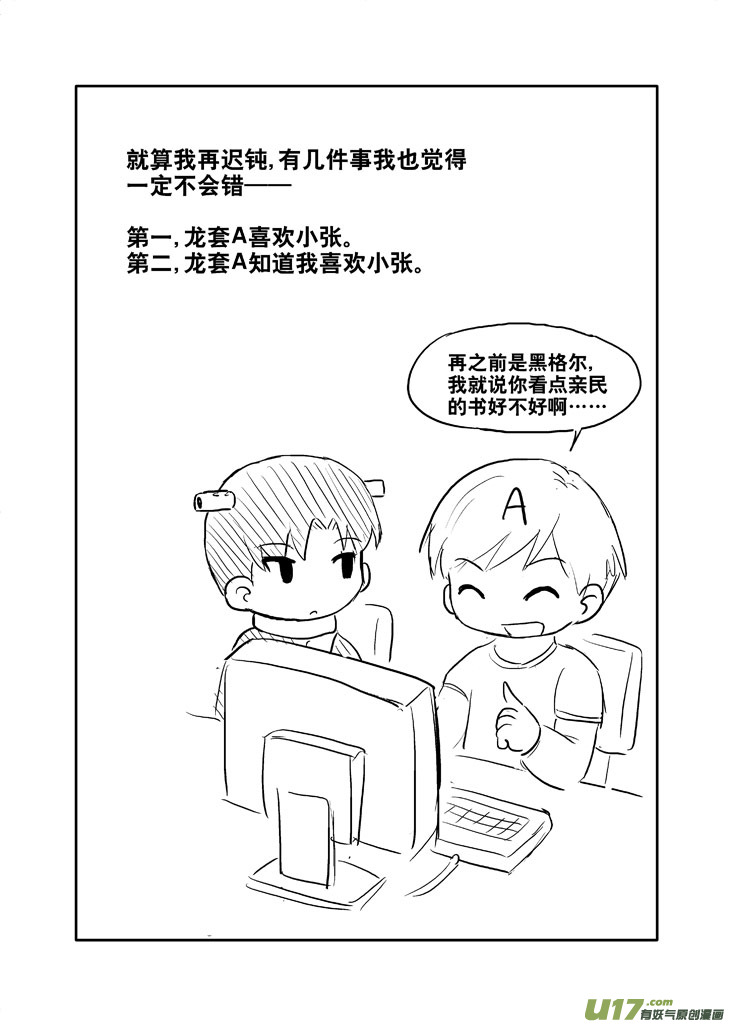 就算我再迟钝,有几件事我也觉得
一定不会错——
第一,龙套A喜欢小张。
第二,龙套A知道我喜欢小张。
再之前是黑格尔,
我就说你看点亲民
的书好不好啊……
A
U17.com
有妖气原创漫画